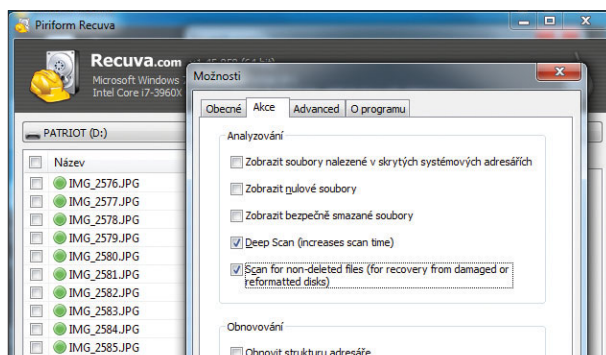 Piriform Recuva
Recuva.com
Microsoft Windows
Intel Core i7-3960X
Možnosti
Obecné Akce Advanced O programu
PATRIOT (D:)
Název
IMG_2576.JPG
IMG_2577.JPG
IMG_2578.JPG
IMG_2579.JPG
IMG_2580.JPG
IMG_2581.JPG
IMG_2582.JPG
IMG_2583.JPG
IMG_2584.JPG
IMG_2585.JPG
Analyzování
Zobrazit soubory nalezené v skrytých systémových adresářích
Zobrazit nulové soubory
Zobrazit bezpečně smazané soubory
Deep Scan (increases scan time)
Scan for non-deleted files (for recovery from damaged or
reformatted disks)
Obnovování
Obnovit strukturu adresáře